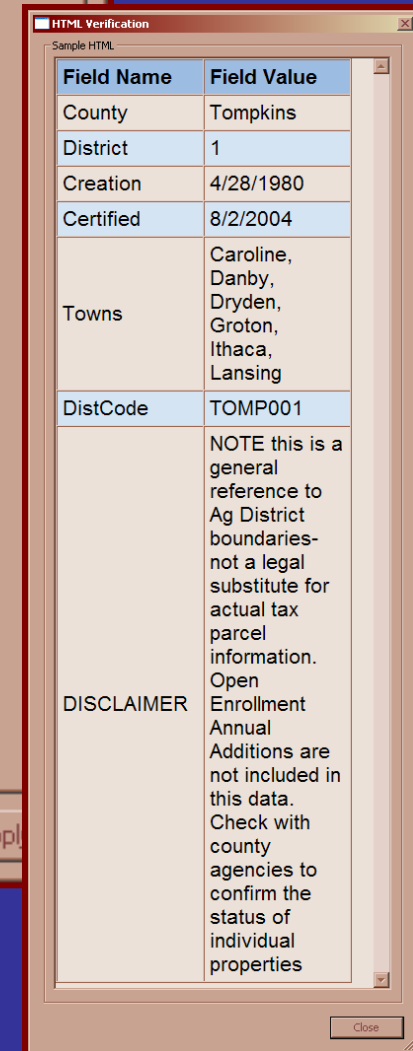 HTML Verification
Sample HTML
Field Name Field Value
County Tompkins
District 1
Creation 4/28/1980
Certified 8/2/2004
Towns
Caroline,
Danby,
Dryden,
Groton,
Ithaca,
Lansing
DistCode TOMP001
DISCLAIMER
NOTE this is a
general
reference to
Ag District
boundaries-
not a legal
substitute for
actual tax
parcel
information.
Open
Enrollment
Annual
Additions are
not included in
this data.
Check with
county
agencies to
confirm the
status of
individual
properties
Close